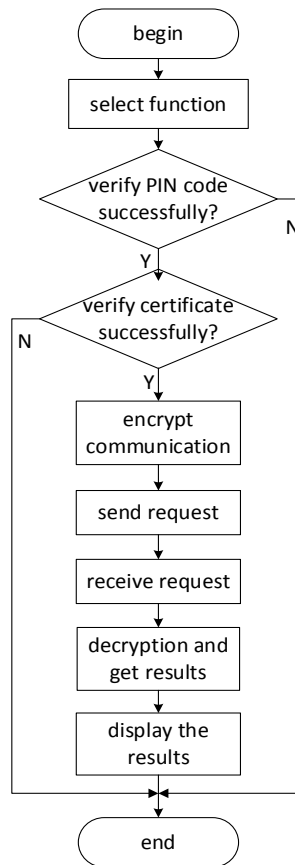 begin
select function
verify PIN code
successfully?
N
Y
verify certificate
successfully?
N
Y
encrypt
communication
send request
receive request
decryption and
get results
display the
results
end